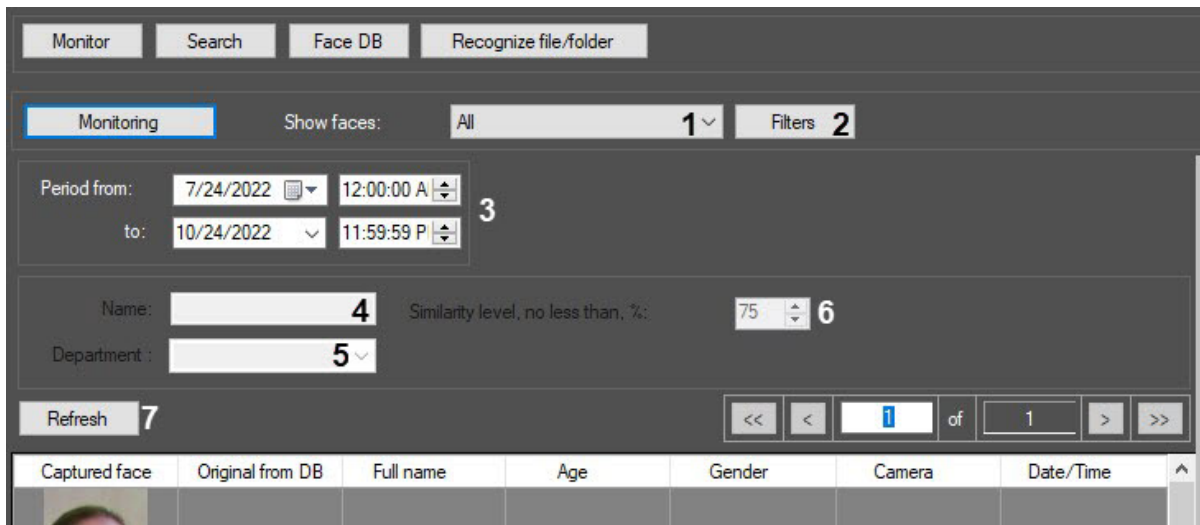 Monitor Search Face DB Recognize file/folder
Monitoring Show faces: All 1 Filters 2
Period from: 7/24/2022 12:00:00 A
3
to: 10/24/2022 11:59:59 P
Name: 4 Similarity level, no less than, %: 75 6
Department : 5
Refresh 7 << < 1 of 1 > >>
Captured face Original from DB Full name Age Gender Camera Date/Time